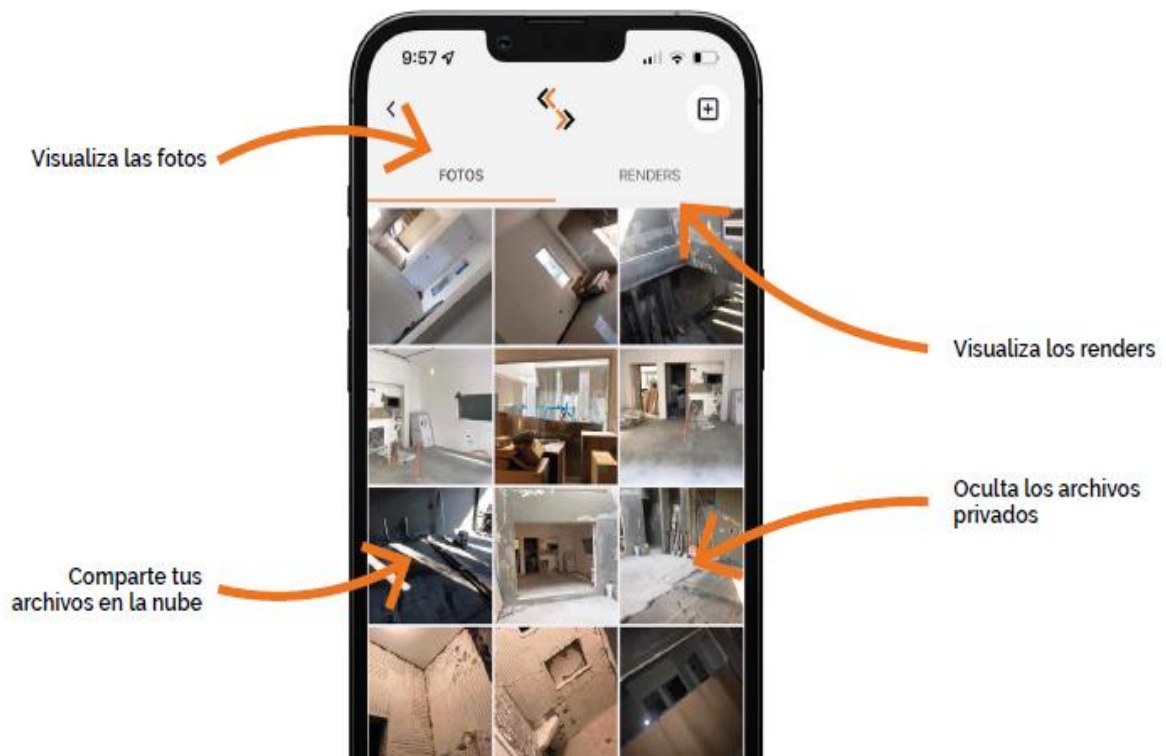 9:57
Visualiza las fotos
FOTOS
RENDERS
Visualiza los renders
Oculta los archivos
privados
Comparte tus
archivos en la nube